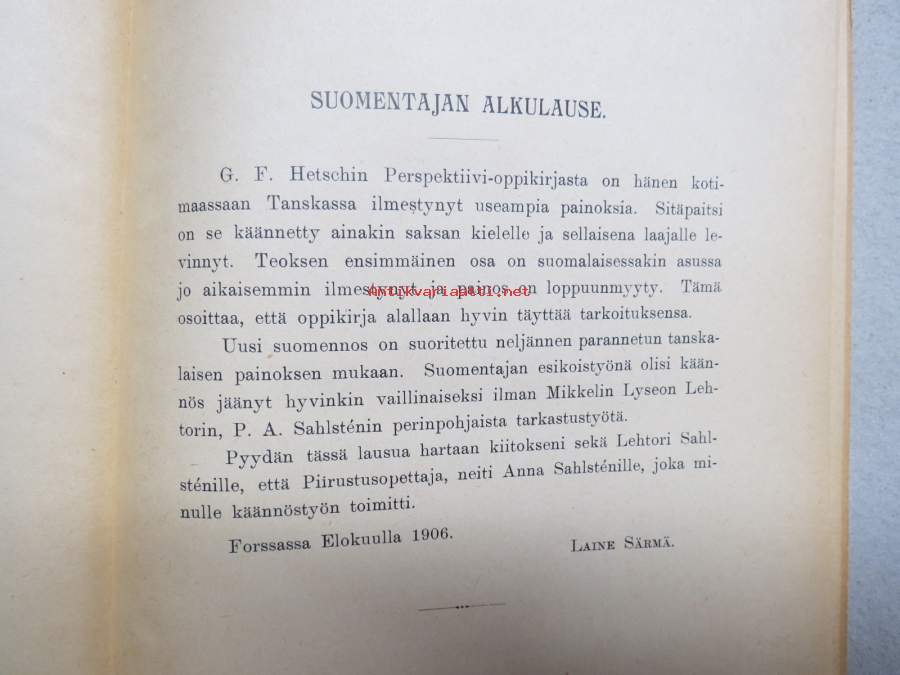 SUOMENTAJAN ALKULAUSE.
G. F. Hetschin Perspektiivi-oppikirjasta on hänen koti-
maassaan Tanskassa ilmestynyt useampia painoksia. Sitäpaitsi
on se käännetty ainakin saksan kielelle ja sellaisena laajalle le-
vinnyt. Teoksen ensimmäinen osa on suomalaisessakin asussa
jo aikaisemmin ilmestynyt ja painos on loppuunmyyty. Tämä
antikvariaatti.net
osoittaa, että oppikirja alallaan hyvin täyttää tarkoituksensa.
Uusi suomennos on suoritettu neljännen parannetun tanska-
laisen painoksen mukaan. Suomentajan esikoistyönä olisi kään-
nös jäänyt hyvinkin vaillinaiseksi ilman Mikkelin Lyseon Leh-
torin, P. A. Sahlsténin perinpohjaista tarkastustyötä.
Pyydän tässä lausua hartaan kiitokseni sekä Lehtori Sahl-
sténille, että Piirustusopettaja, neiti Anna Sahlsténille, joka mi-
nulle käännöstyön toimitti.
Forssassa Elokuulla 1906.
LAINE SÄRMÄ.